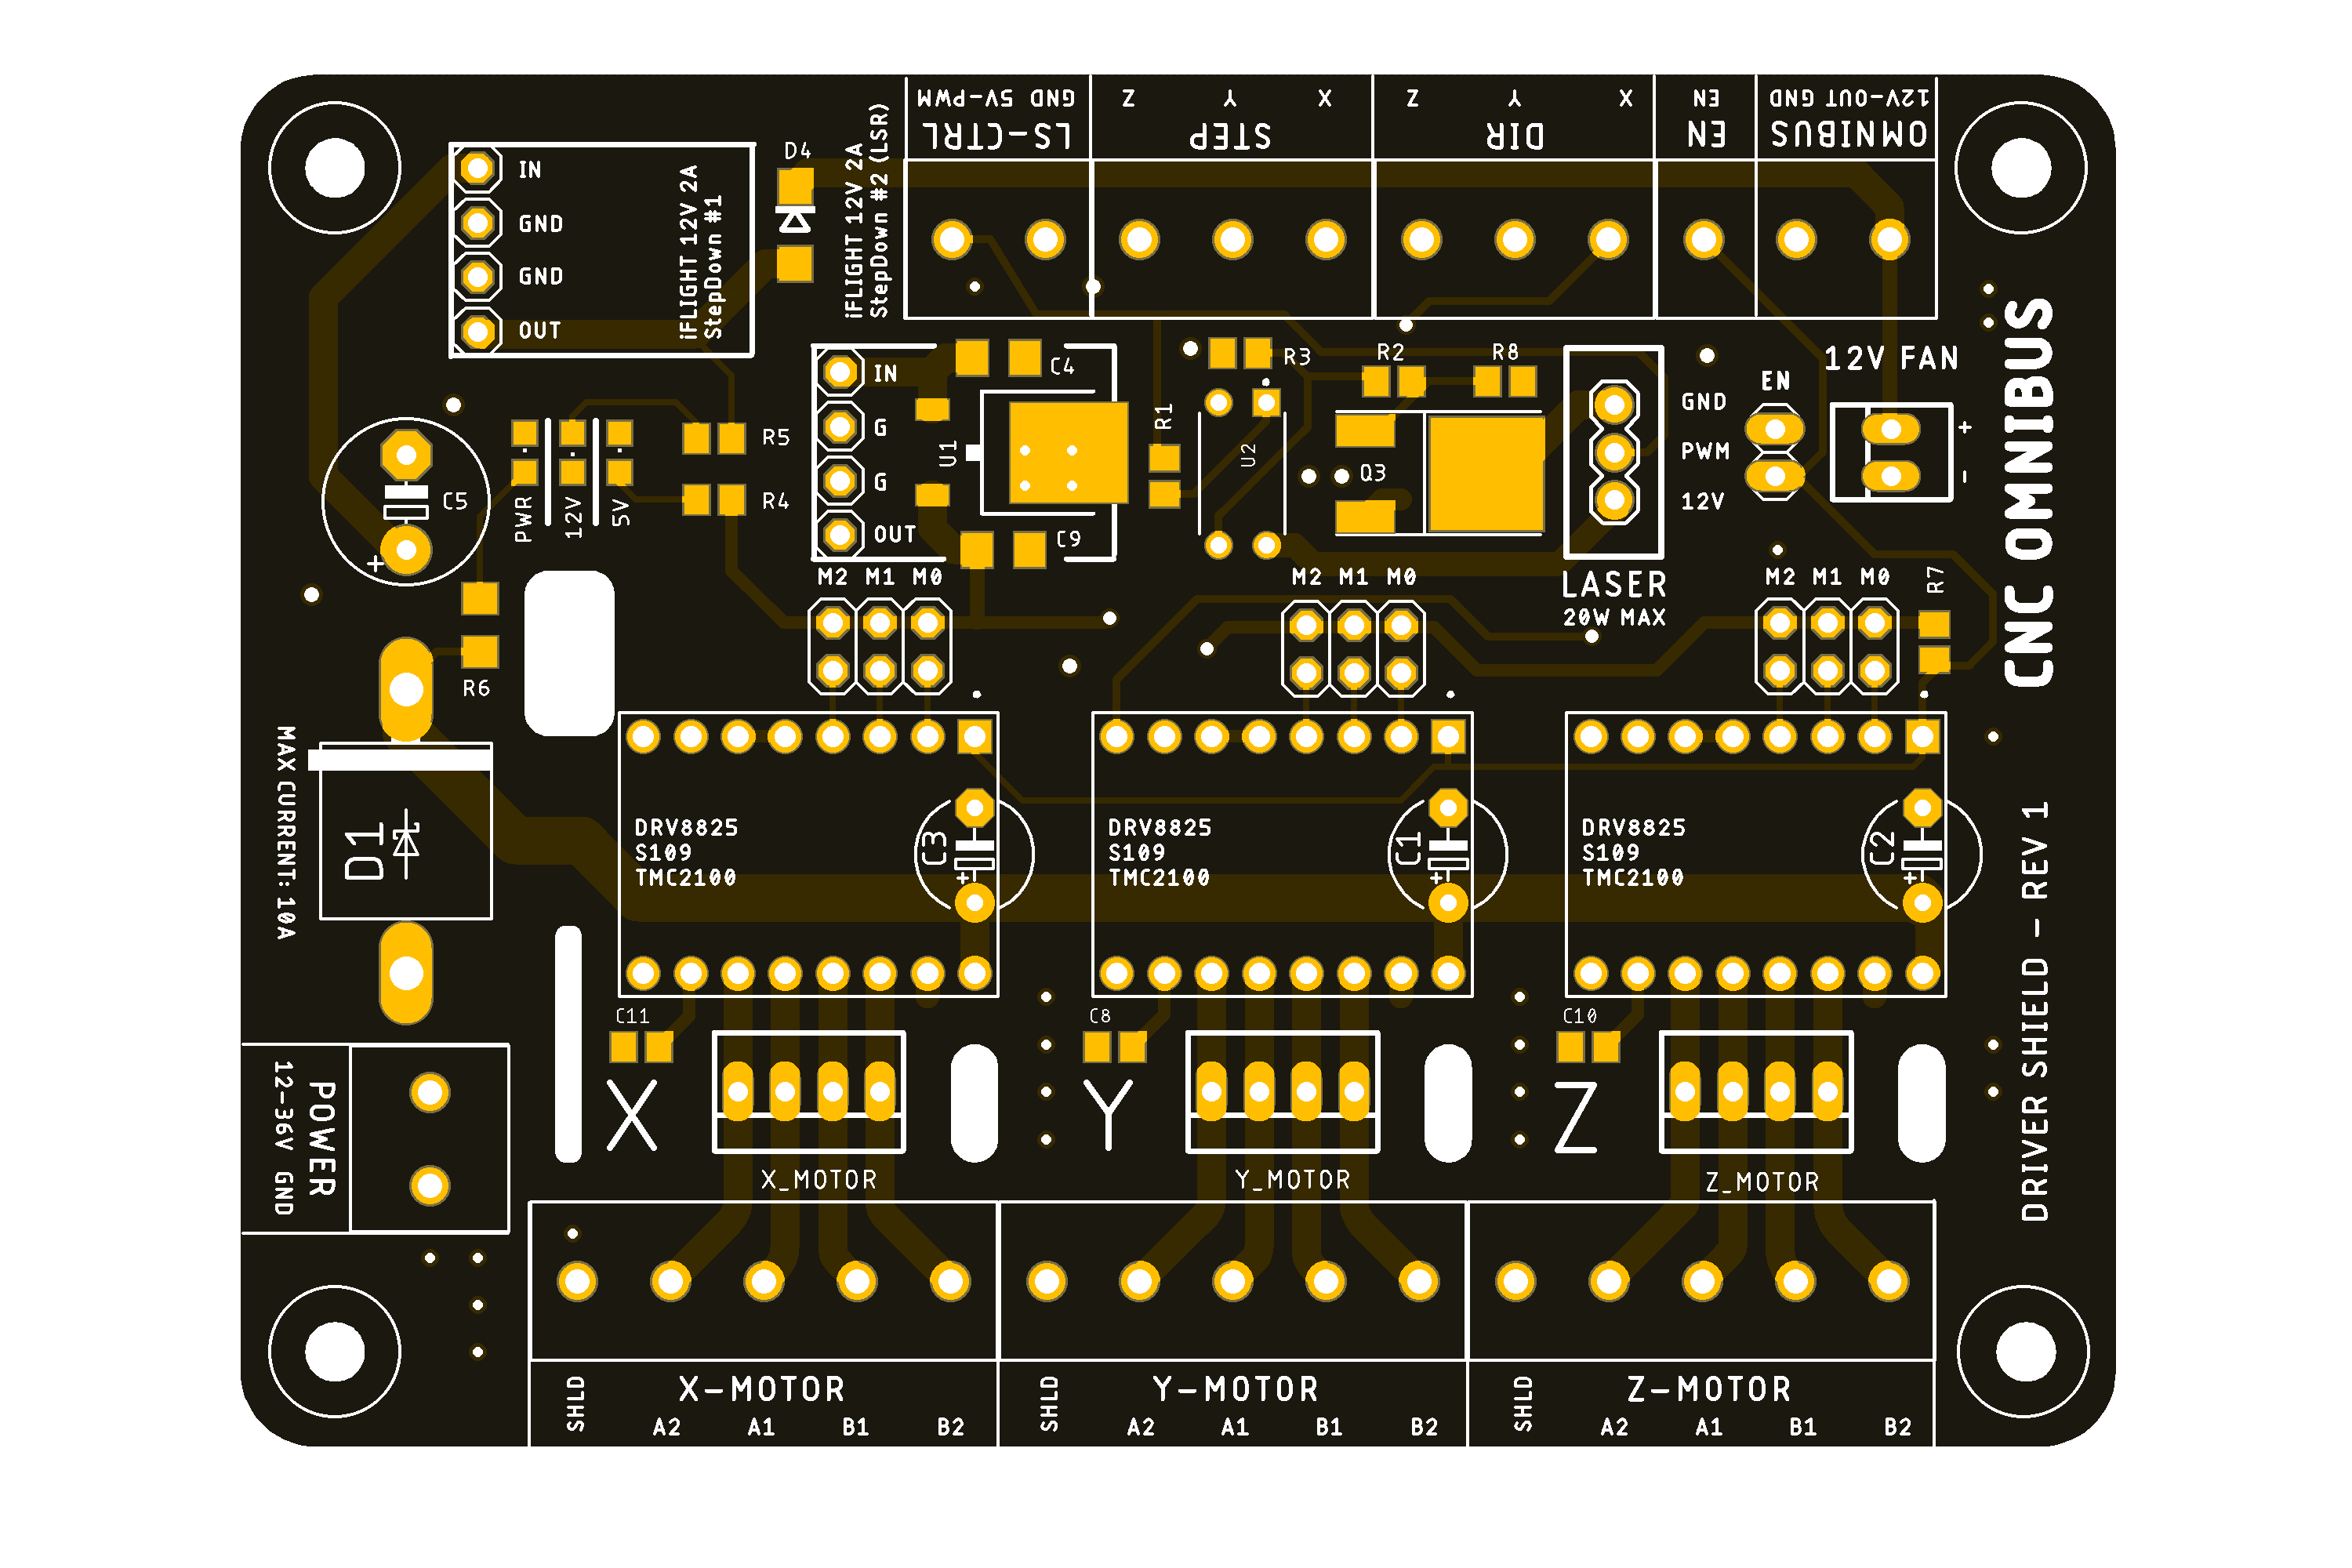 GND 5V-PWM
LS-CTRL
Z Y X
STEP
Z Y X
DIR
EN
EN
12V-OUT GND
OMNIBUS
IN
GND
GND
OUT
iFLIGHT 12V 2A
StepDown #1
D4
iFLIGHT 12V 2A
StepDown #2 (LSR)
IN
G
G
OUT
C4
U1
C9
R1
R3
U2
R2
R8
Q3
GND
PWM
12V
LASER
20W MAX
EN
12V FAN
+
-
C5
+
PWR
12V
5V
R5
R4
R6
M2 M1 M0
M2 M1 M0
M2 M1 M0
R7
CNC OMNIBUS
DRIVER SHIELD - REV 1
MAX CURRENT: 10A
D1
DRV8825
S109
TMC2100
C3
+
DRV8825
S109
TMC2100
C1
+
DRV8825
S109
TMC2100
C2
+
POWER
12-36V GND
C11
X
X_MOTOR
C8
Y
Y_MOTOR
C10
Z
Z_MOTOR
X-MOTOR
SHLD A2 A1 B1 B2
Y-MOTOR
SHLD A2 A1 B1 B2
Z-MOTOR
SHLD A2 A1 B1 B2